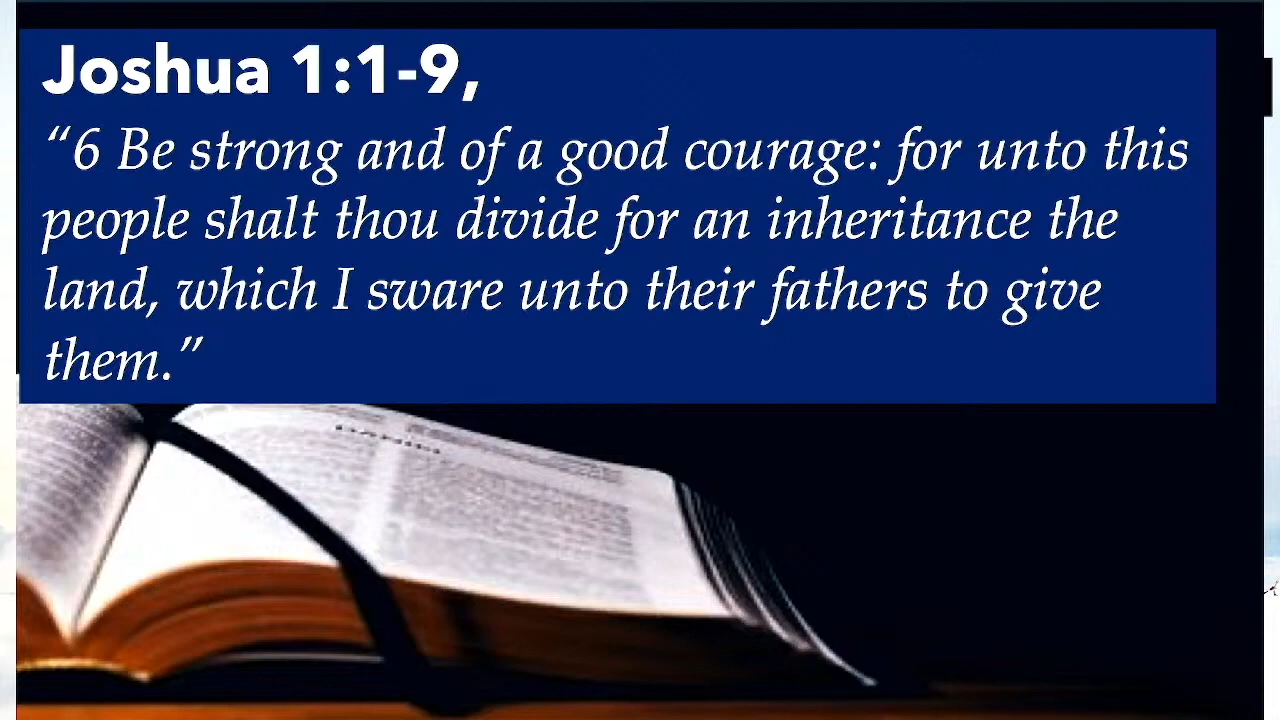 Joshua 1:1-9,
“6 Be strong and of a good courage: for unto this
people shalt thou divide for an inheritance the
land, which I sware unto their fathers to give
them.”